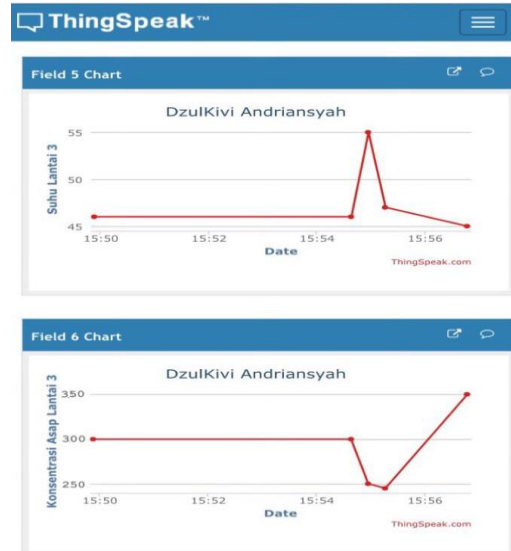 ThingSpeak™
Field 5 Chart
DzulKivi Andriansyah
Suhu Lantai 3
55
50
45
15:50 15:52 15:54 15:56
Date
ThingSpeak.com
Field 6 Chart
DzulKivi Andriansyah
Konsentrasi Asap Lantai 3
350
300
250
15:50 15:52 15:54 15:56
Date
ThingSpeak.com